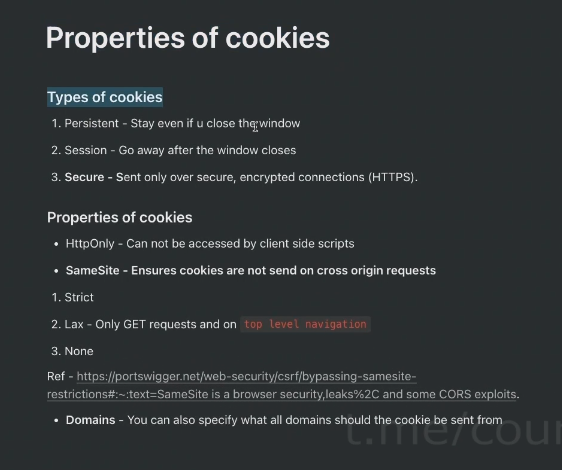 Properties of cookies
Types of cookies
1. Persistent - Stay even if u close the window
2. Session - Go away after the window closes
3. Secure - Sent only over secure, encrypted connections (HTTPS).
Properties of cookies
• HttpOnly - Can not be accessed by client side scripts
• SameSite - Ensures cookies are not send on cross origin requests
1. Strict
2. Lax - Only GET requests and on top level navigation
3. None
Ref - https://portswigger.net/web-security/csrf/bypassing-samesite-
restrictions#:~:text=SameSite is a browser security,leaks%2C and some CORS exploits.
• Domains - You can also specify what all domains should the cookie be sent from
t.me/cour